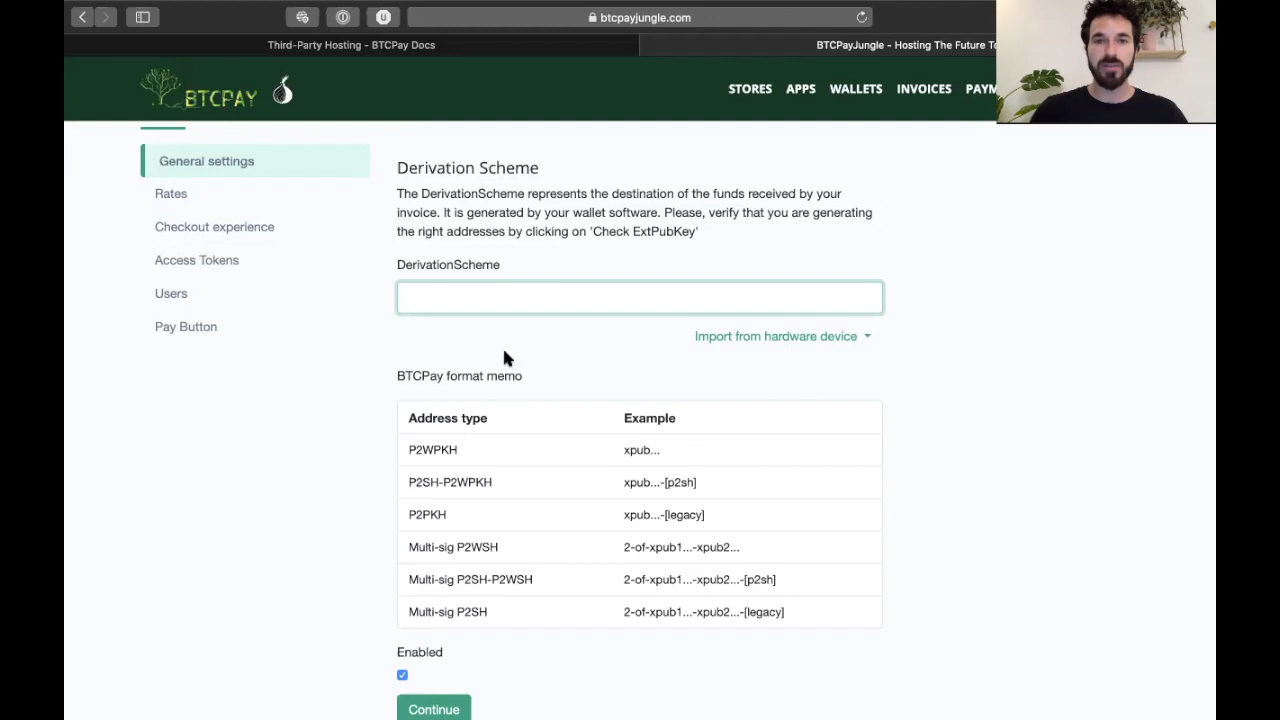 btcpayjungle.com
Third-Party Hosting - BTCPay Docs
BTCPayJungle - Hosting The Future To
BTCPAY
STORES APPS WALLETS INVOICES PAYM
General settings
Rates
Checkout experience
Access Tokens
Users
Pay Button
Derivation Scheme
The DerivationScheme represents the destination of the funds received by your
invoice. It is generated by your wallet software. Please, verify that you are generating
the right addresses by clicking on 'Check ExtPubKey'
DerivationScheme
Import from hardware device
BTCPay format memo
Address type Example
P2WPKH xpub...
P2SH-P2WPKH xpub...-[p2sh]
P2PKH xpub...-[legacy]
Multi-sig P2WSH 2-of-xpub1...-xpub2...
Multi-sig P2SH-P2WSH 2-of-xpub1...-xpub2...-[p2sh]
Multi-sig P2SH 2-of-xpub1...-xpub2...-[legacy]
Enabled
Continue